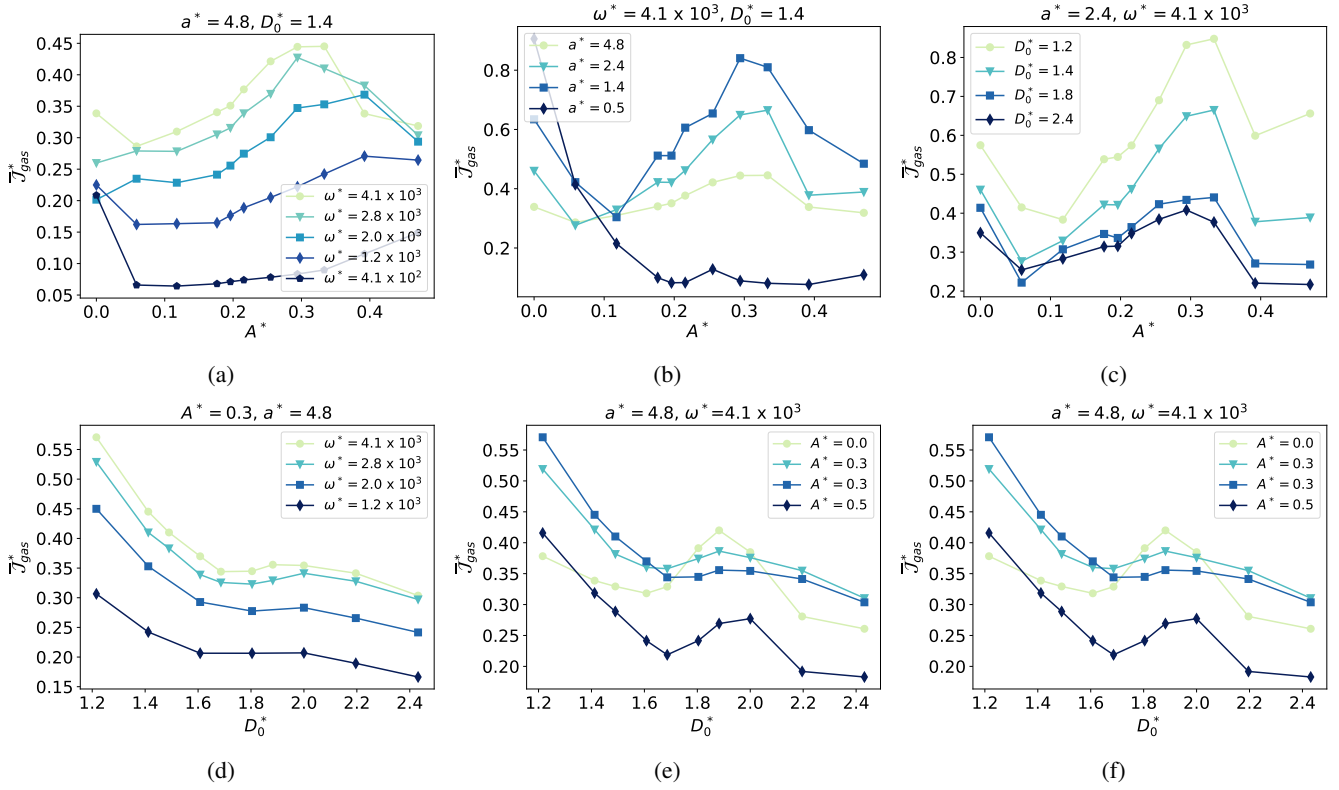 a* = 4.8, D₀* = 1.4
0.45
0.40
0.35
0.30
0.25
0.20
0.15
0.10
0.05
J̅*gas
ω* = 4.1 x 10³
ω* = 2.8 x 10³
ω* = 2.0 x 10³
ω* = 1.2 x 10³
ω* = 4.1 x 10²
0.0 0.1 0.2 0.3 0.4
A*
(a)
ω* = 4.1 x 10³, D₀* = 1.4
0.8
0.6
0.4
0.2
J̅*gas
a* = 4.8
a* = 2.4
a* = 1.4
a* = 0.5
0.0 0.1 0.2 0.3 0.4
A*
(b)
a* = 2.4, ω* = 4.1 x 10³
0.8
0.7
0.6
0.5
0.4
0.3
0.2
J̅*gas
D₀* = 1.2
D₀* = 1.4
D₀* = 1.8
D₀* = 2.4
0.0 0.1 0.2 0.3 0.4
A*
(c)
A* = 0.3, a* = 4.8
0.55
0.50
0.45
0.40
0.35
0.30
0.25
0.20
0.15
J̅*gas
ω* = 4.1 x 10³
ω* = 2.8 x 10³
ω* = 2.0 x 10³
ω* = 1.2 x 10³
1.2 1.4 1.6 1.8 2.0 2.2 2.4
D₀*
(d)
a* = 4.8, ω* =4.1 x 10³
0.55
0.50
0.45
0.40
0.35
0.30
0.25
0.20
J̅*gas
A* = 0.0
A* = 0.3
A* = 0.3
A* = 0.5
1.2 1.4 1.6 1.8 2.0 2.2 2.4
D₀*
(e)
a* = 4.8, ω* =4.1 x 10³
0.55
0.50
0.45
0.40
0.35
0.30
0.25
0.20
J̅*gas
A* = 0.0
A* = 0.3
A* = 0.3
A* = 0.5
1.2 1.4 1.6 1.8 2.0 2.2 2.4
D₀*
(f)